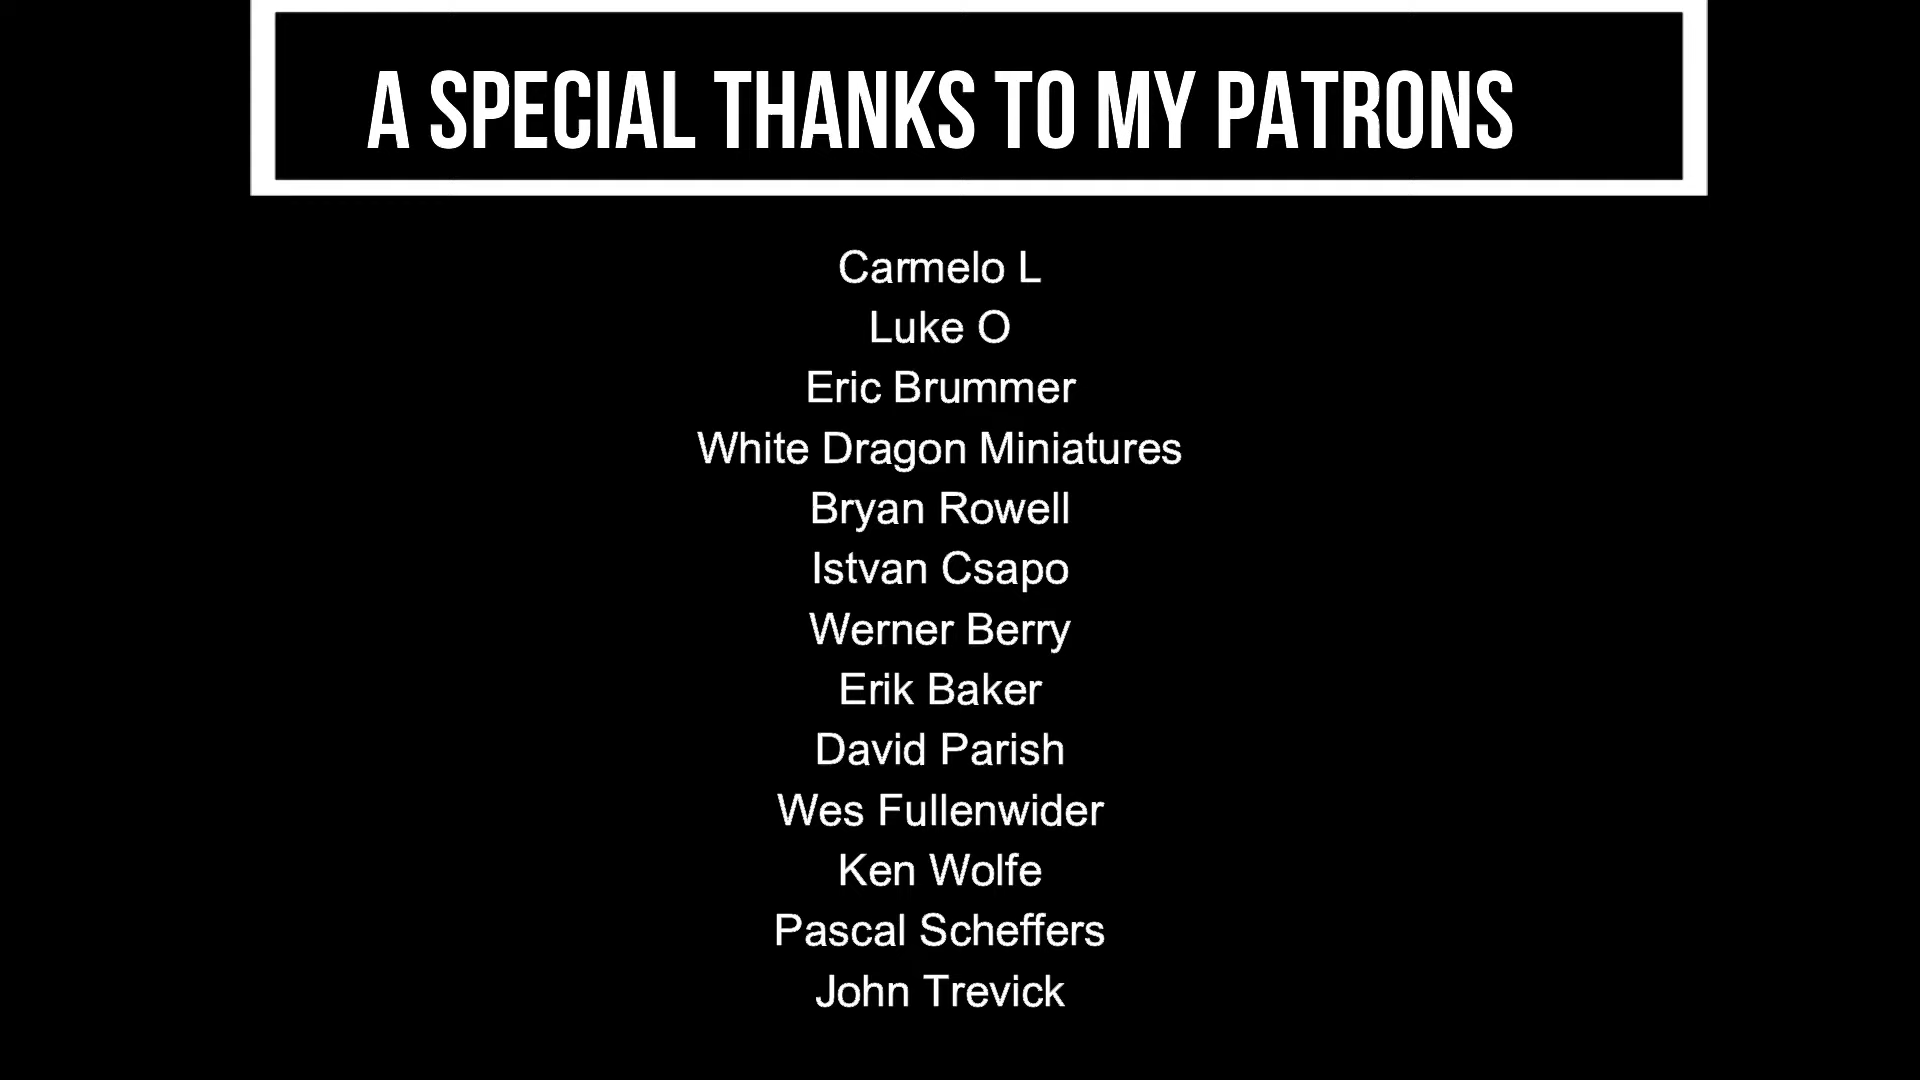 A SPECIAL THANKS TO MY PATRONS
Carmelo L
Luke O
Eric Brummer
White Dragon Miniatures
Bryan Rowell
Istvan Csapo
Werner Berry
Erik Baker
David Parish
Wes Fullenwider
Ken Wolfe
Pascal Scheffers
John Trevick